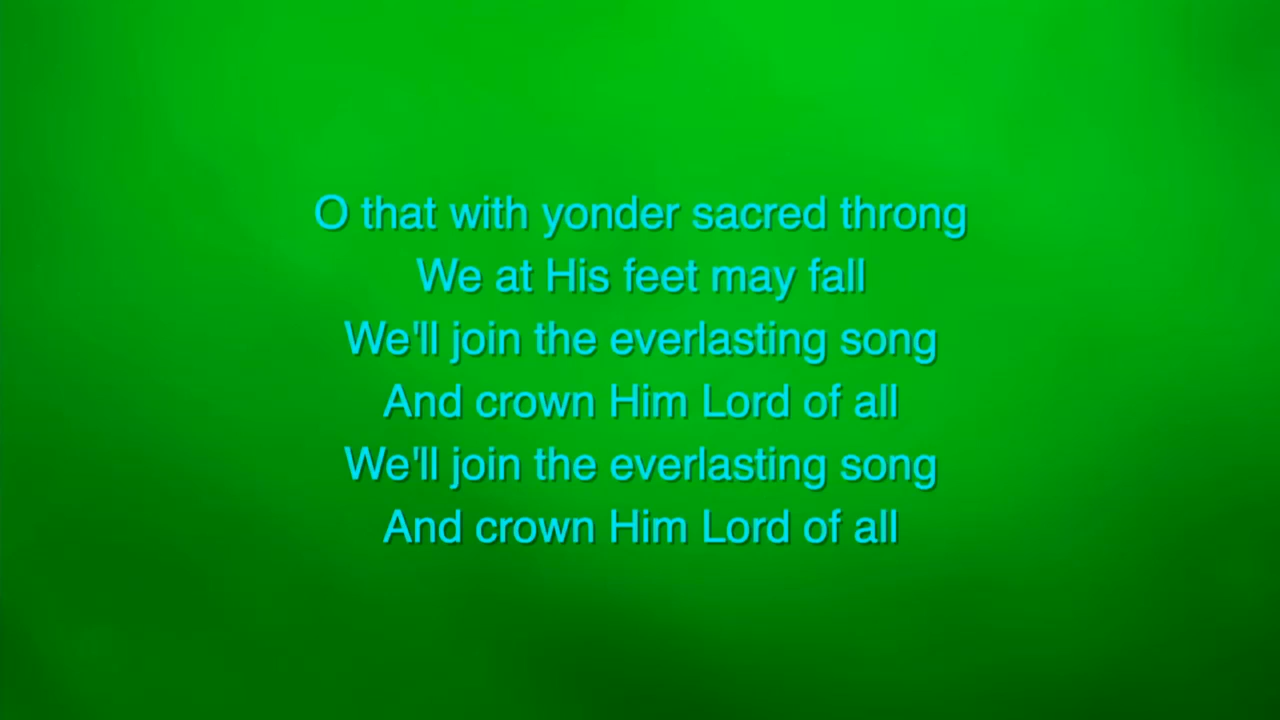 O that with yonder sacred throng
We at His feet may fall
We'll join the everlasting song
And crown Him Lord of all
We'll join the everlasting song
And crown Him Lord of all